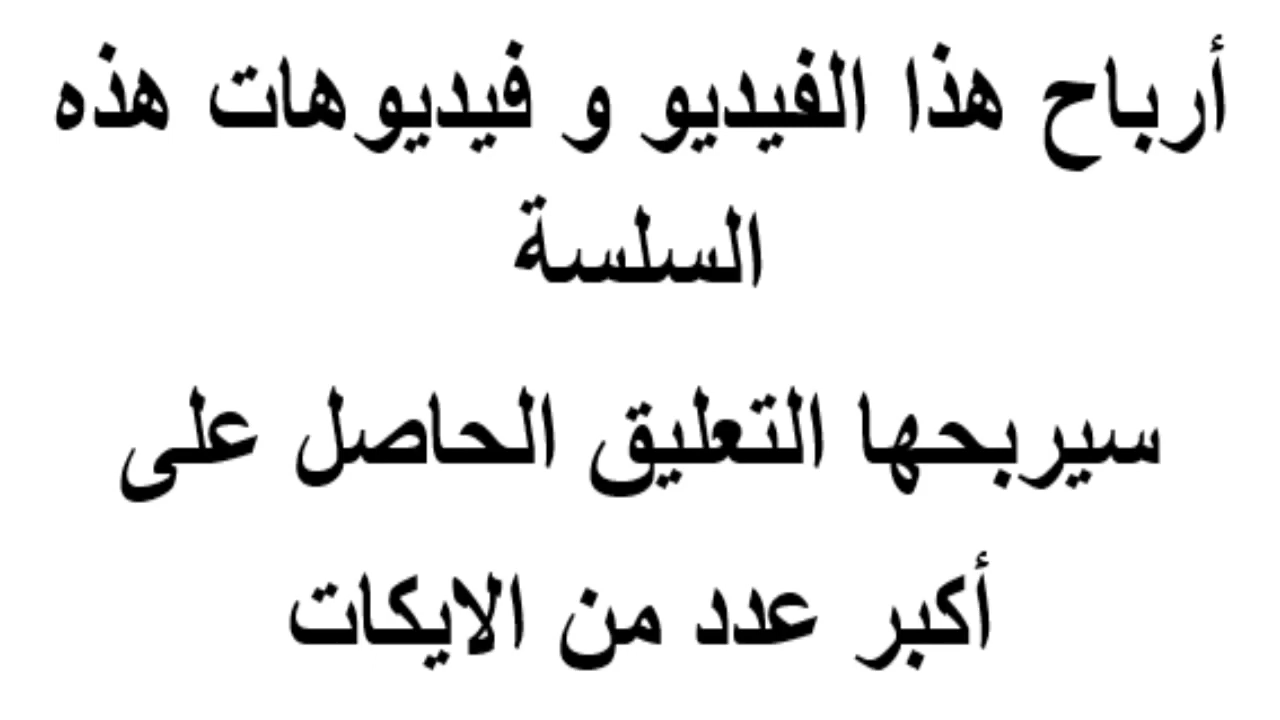 أرباح هذا الفيديو و فيديوهات هذه
السلسة
سيربحها التعليق الحاصل على
أكبر عدد من الايكات